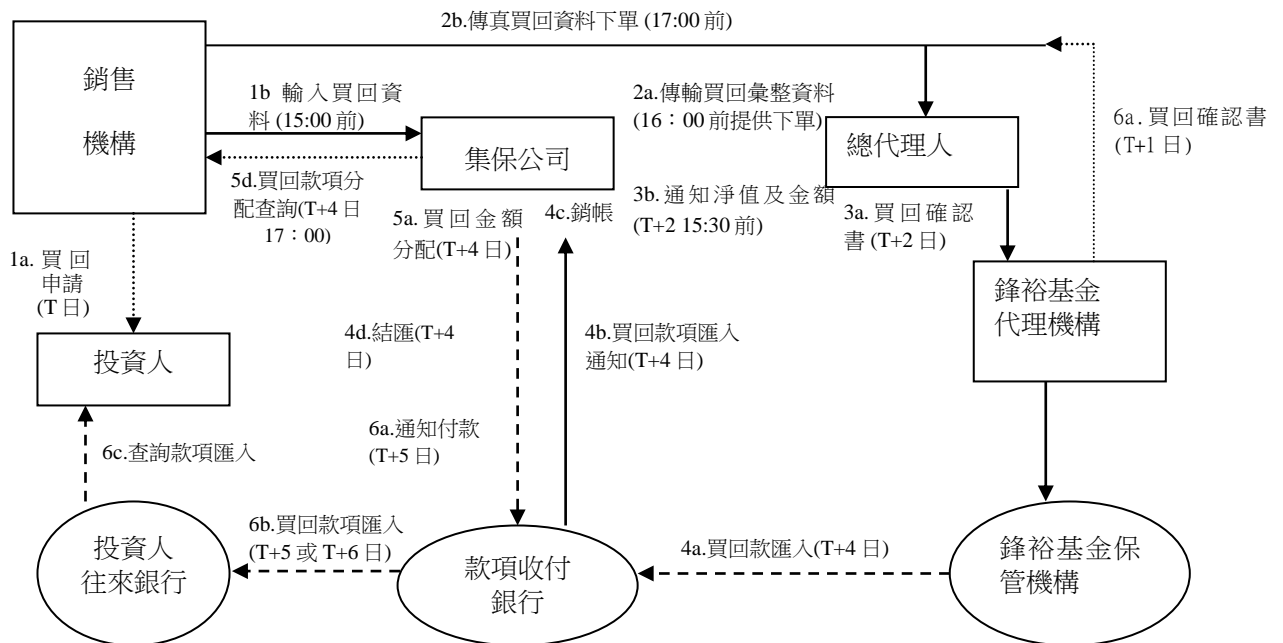 2b.傳真買回資料下單 (17:00 前)
銷售
機構
1b 輸入買回資
料 (15:00 前)
2a.傳輸買回彙整資料
(16：00 前提供下單)
6a.買回確認書
(T+1 日)
集保公司
總代理人
5d.買回款項分
配查詢(T+4 日
17：00)
5a.買回金額
分配(T+4 日)
4c.銷帳
3b.通知淨值及金額
(T+2 15:30 前)
3a.買回確認
書 (T+2 日)
1a.買回
申請
(T 日)
鋒裕基金
代理機構
投資人
4d.結匯(T+4
日)
4b.買回款項匯入
通知(T+4 日)
6a.通知付款
(T+5 日)
6c.查詢款項匯入
投資人
往來銀行
6b.買回款項匯入
(T+5 或 T+6 日)
款項收付
銀行
4a.買回款匯入(T+4 日)
鋒裕基金保
管機構